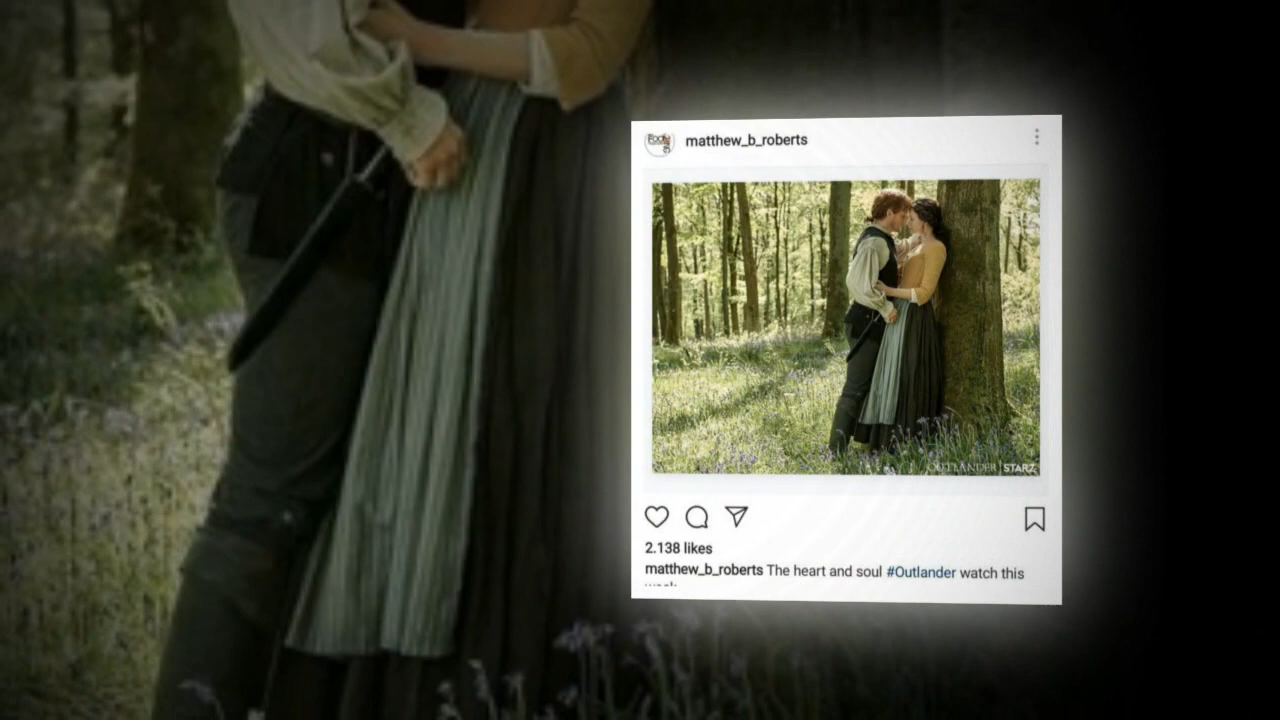 matthew_b_roberts
OUTLANDER STARZ
2.138 likes
matthew_b_roberts The heart and soul #Outlander watch this